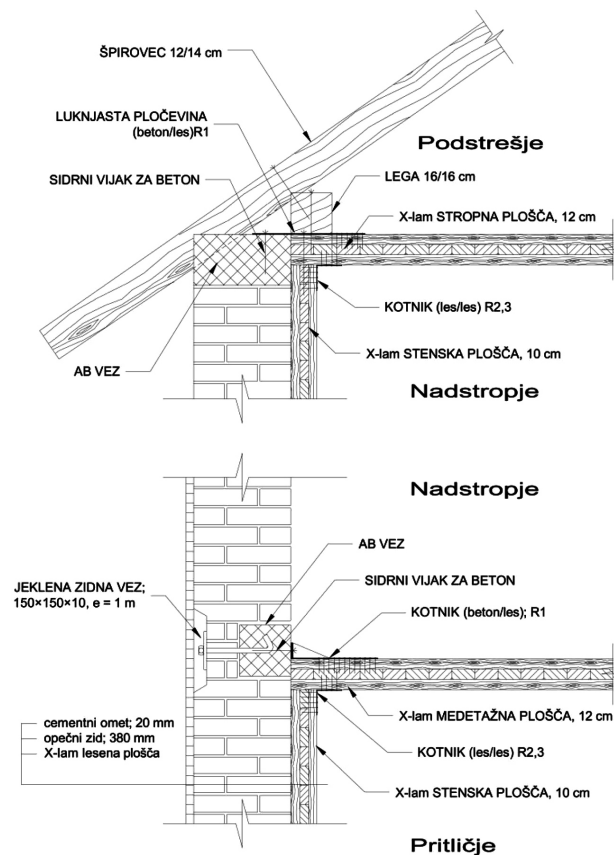 ŠPIROVEC 12/14 cm
LUKNJASTA PLOČEVINA
(beton/les)R1
Podstrešje
SIDRNI VIJAK ZA BETON
LEGA 16/16 cm
X-lam STROPNA PLOŠČA, 12 cm
KOTNIK (les/les) R2,3
X-lam STENSKA PLOŠČA, 10 cm
AB VEZ
Nadstropje
Nadstropje
AB VEZ
SIDRNI VIJAK ZA BETON
JEKLENA ZIDNA VEZ;
150×150×10, e = 1 m
KOTNIK (beton/les); R1
X-lam MEDETAŽNA PLOŠČA, 12 cm
cementni omet; 20 mm
opečni zid; 380 mm
X-lam lesena plošča
KOTNIK (les/les) R2,3
X-lam STENSKA PLOŠČA, 10 cm
Pritličje